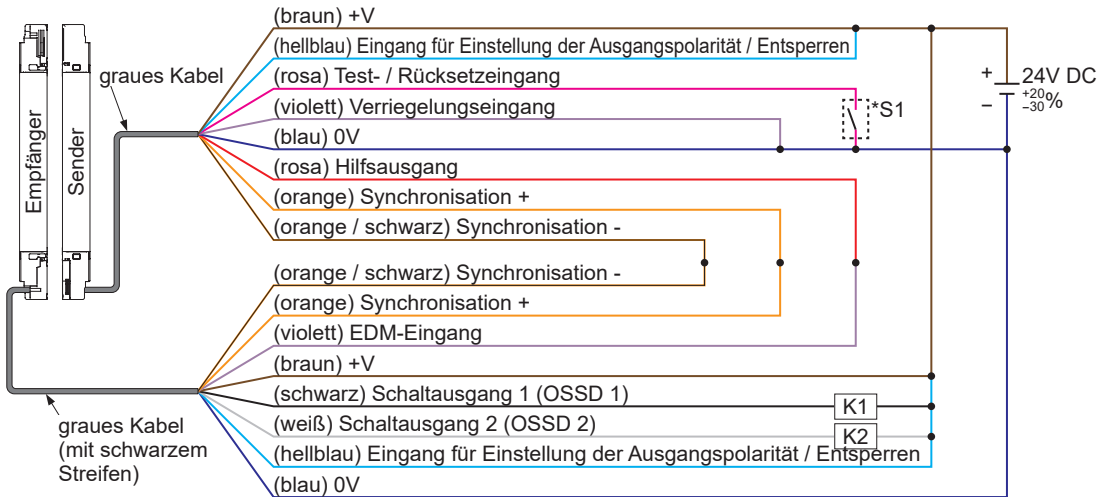 (braun) +V
(hellblau) Eingang für Einstellung der Ausgangspolarität / Entsperren
(rosa) Test- / Rücksetzeingang
(violett) Verriegelungseingang
(blau) 0V
(rosa) Hilfsausgang
(orange) Synchronisation +
(orange / schwarz) Synchronisation -
(orange / schwarz) Synchronisation -
(orange) Synchronisation +
(violett) EDM-Eingang
(braun) +V
(schwarz) Schaltausgang 1 (OSSD 1)
(weiß) Schaltausgang 2 (OSSD 2)
(hellblau) Eingang für Einstellung der Ausgangspolarität / Entsperren
(blau) 0V
Empfänger
Sender
graues Kabel
graues Kabel
(mit schwarzem
Streifen)
*S1
+
−
24V DC
+20
−30%
K1
K2